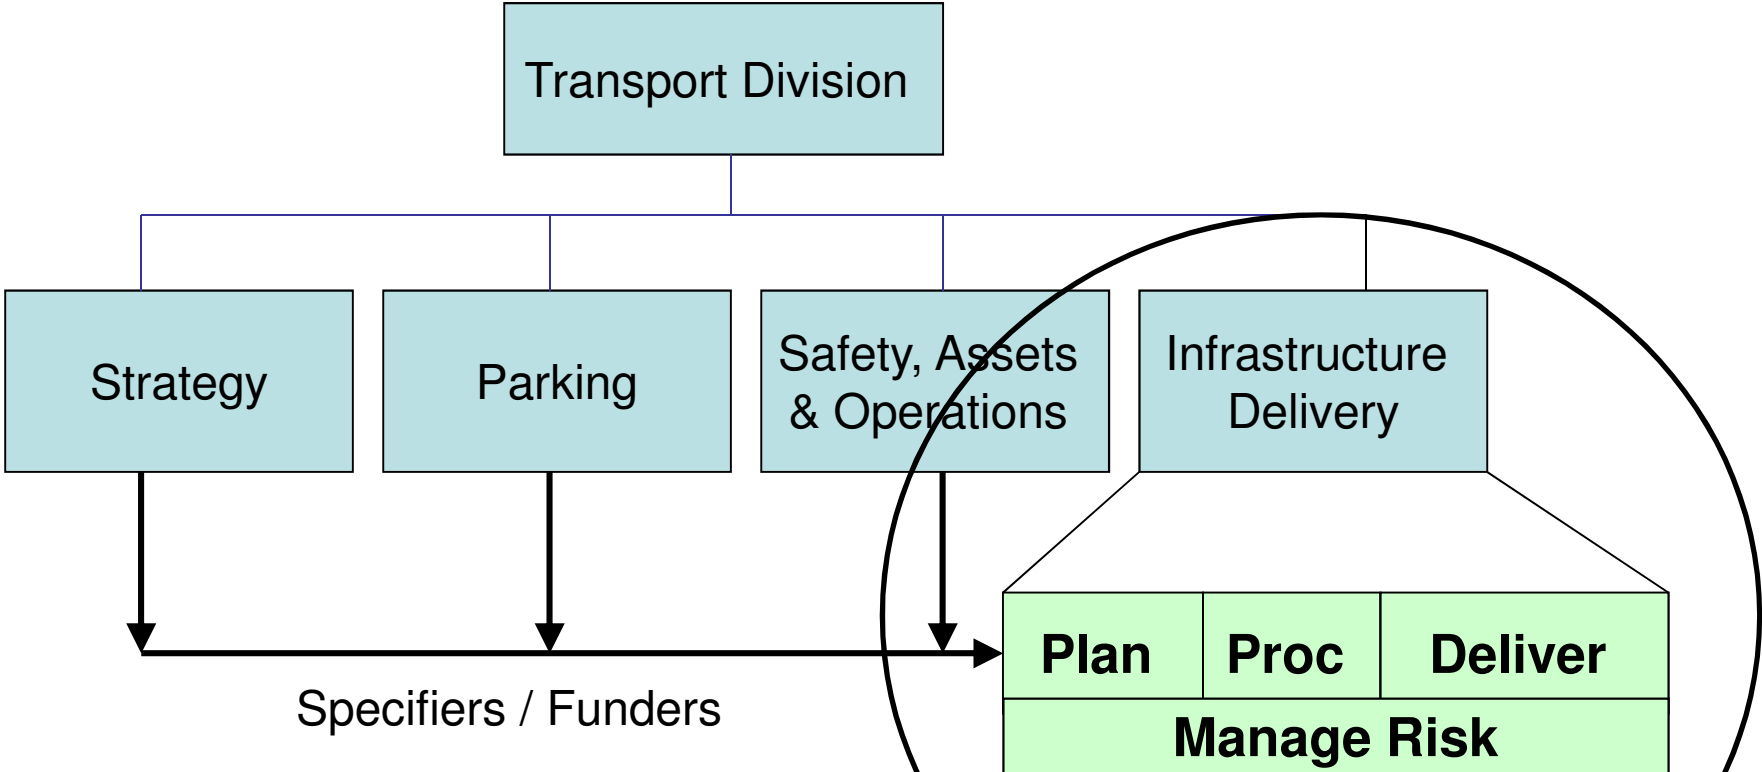 Transport Division
Strategy
Parking
Safety, Assets
& Operations
Infrastructure
Delivery
Plan
Proc
Deliver
Specifiers / Funders
Manage Risk